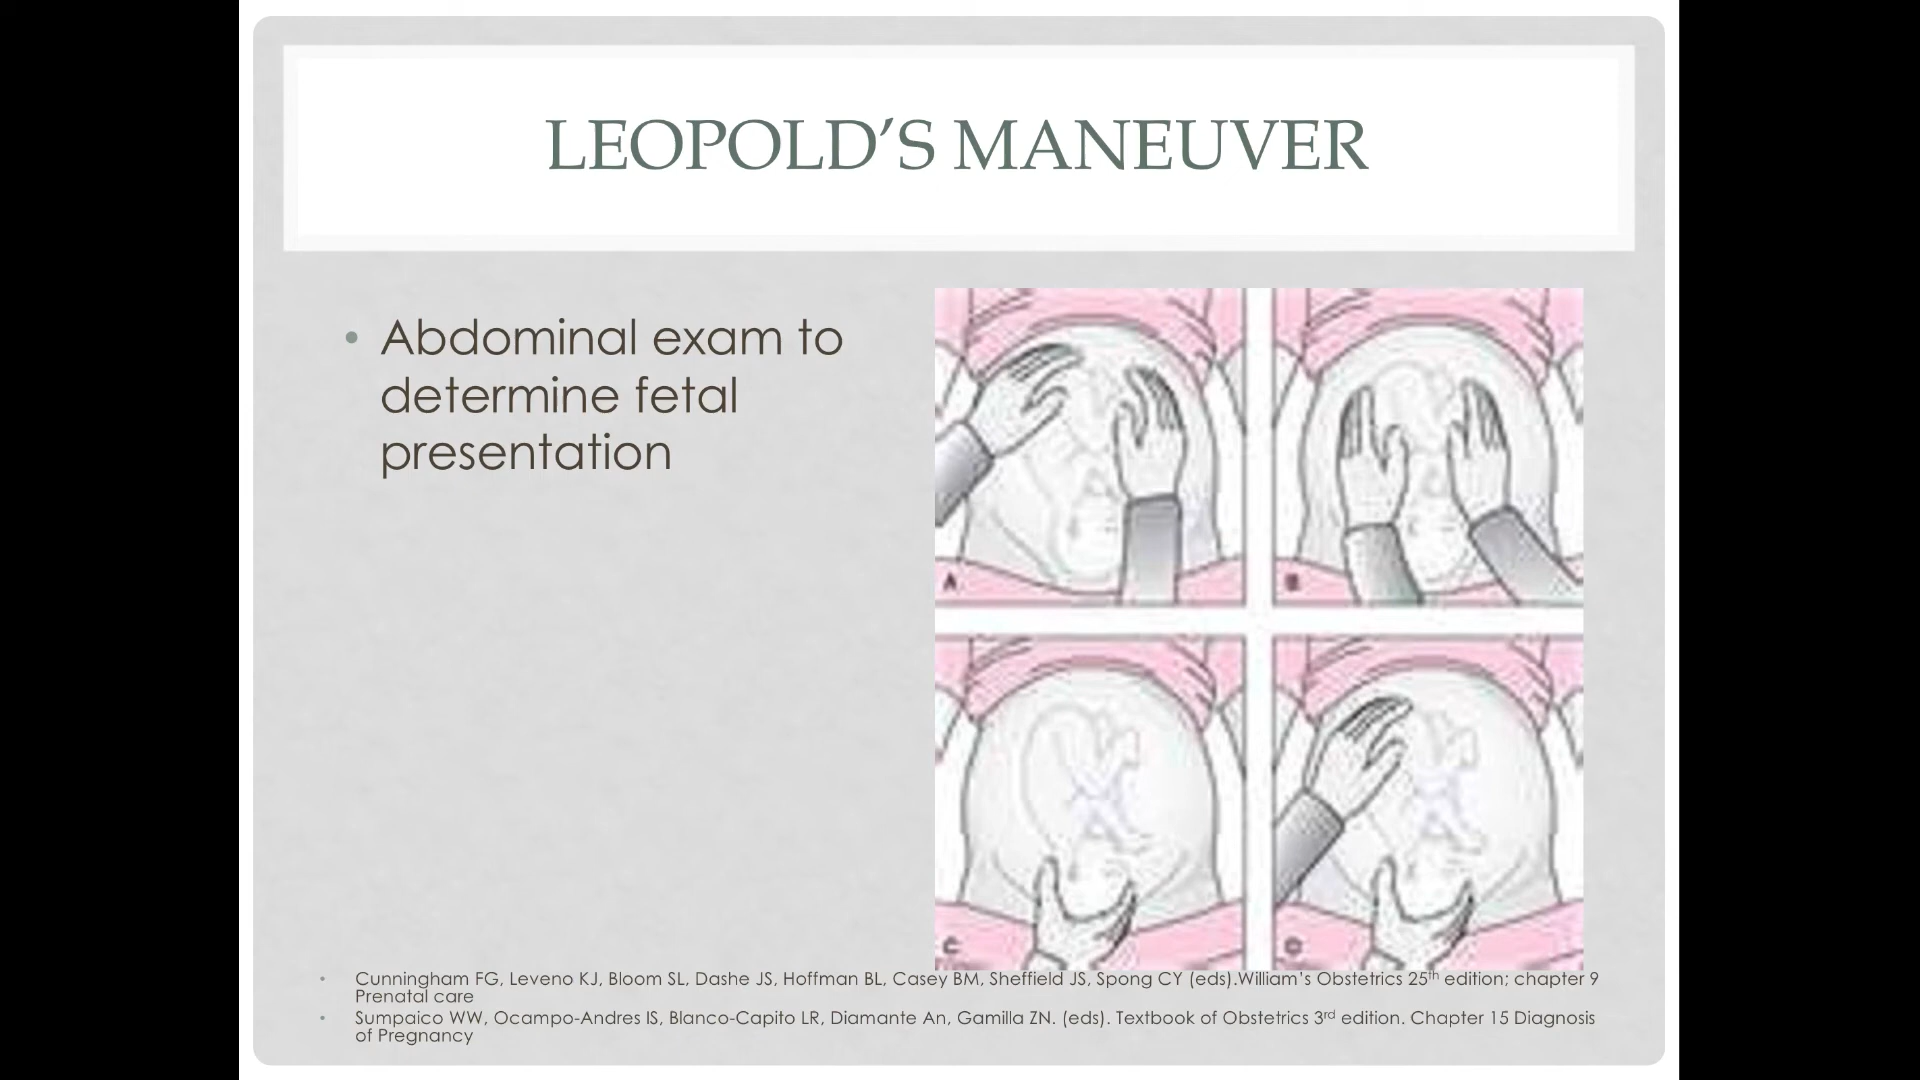 LEOPOLD’S MANEUVER
• Abdominal exam to
determine fetal
presentation
A
B
C
• Cunningham FG, Leveno KJ, Bloom SL, Dashe JS, Hoffman BL, Casey BM, Sheffield JS, Spong CY (eds).William’s Obstetrics 25th edition; chapter 9
Prenatal care
• Sumpaico WW, Ocampo-Andres IS, Blanco-Capito LR, Diamante An, Gamilla ZN. (eds). Textbook of Obstetrics 3rd edition. Chapter 15 Diagnosis
of Pregnancy